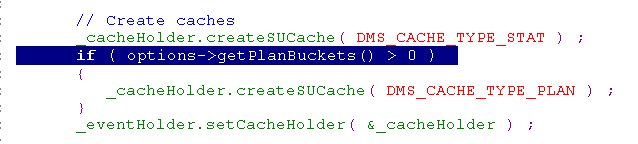 :
: // Create caches
: _cacheHolder.createSUCache( DMS_CACHE_TYPE_STAT ) ;
: if ( options->getPlanBuckets() > 0 )
: {
: _cacheHolder.createSUCache( DMS_CACHE_TYPE_PLAN ) ;
: }
: _eventHolder.setCacheHolder( &_cacheHolder ) ;
: